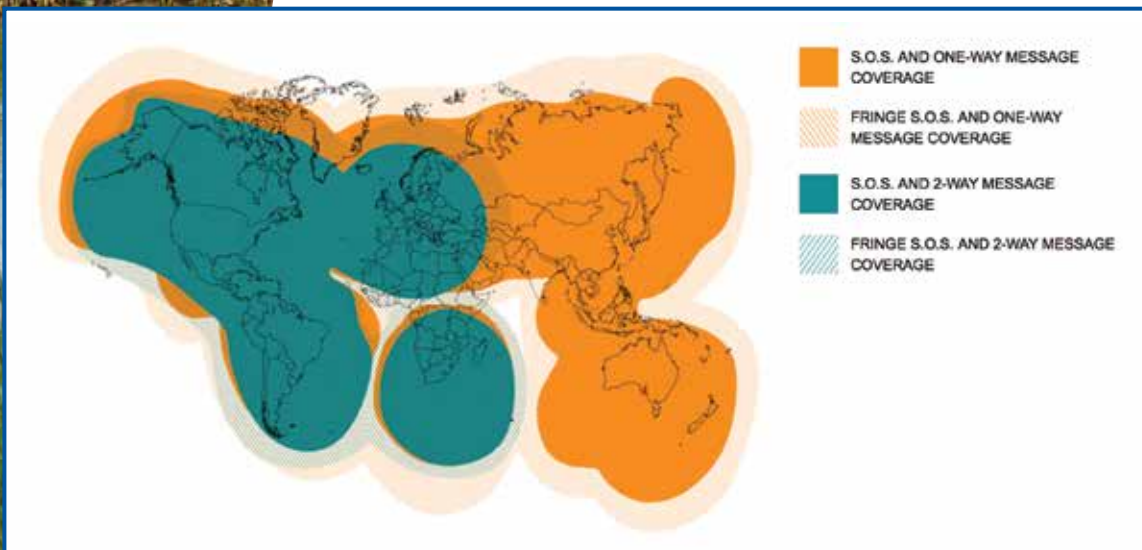 S.O.S. AND ONE-WAY MESSAGE
COVERAGE
FRINGE S.O.S. AND ONE-WAY
MESSAGE COVERAGE
S.O.S. AND 2-WAY MESSAGE
COVERAGE
FRINGE S.O.S. AND 2-WAY MESSAGE
COVERAGE